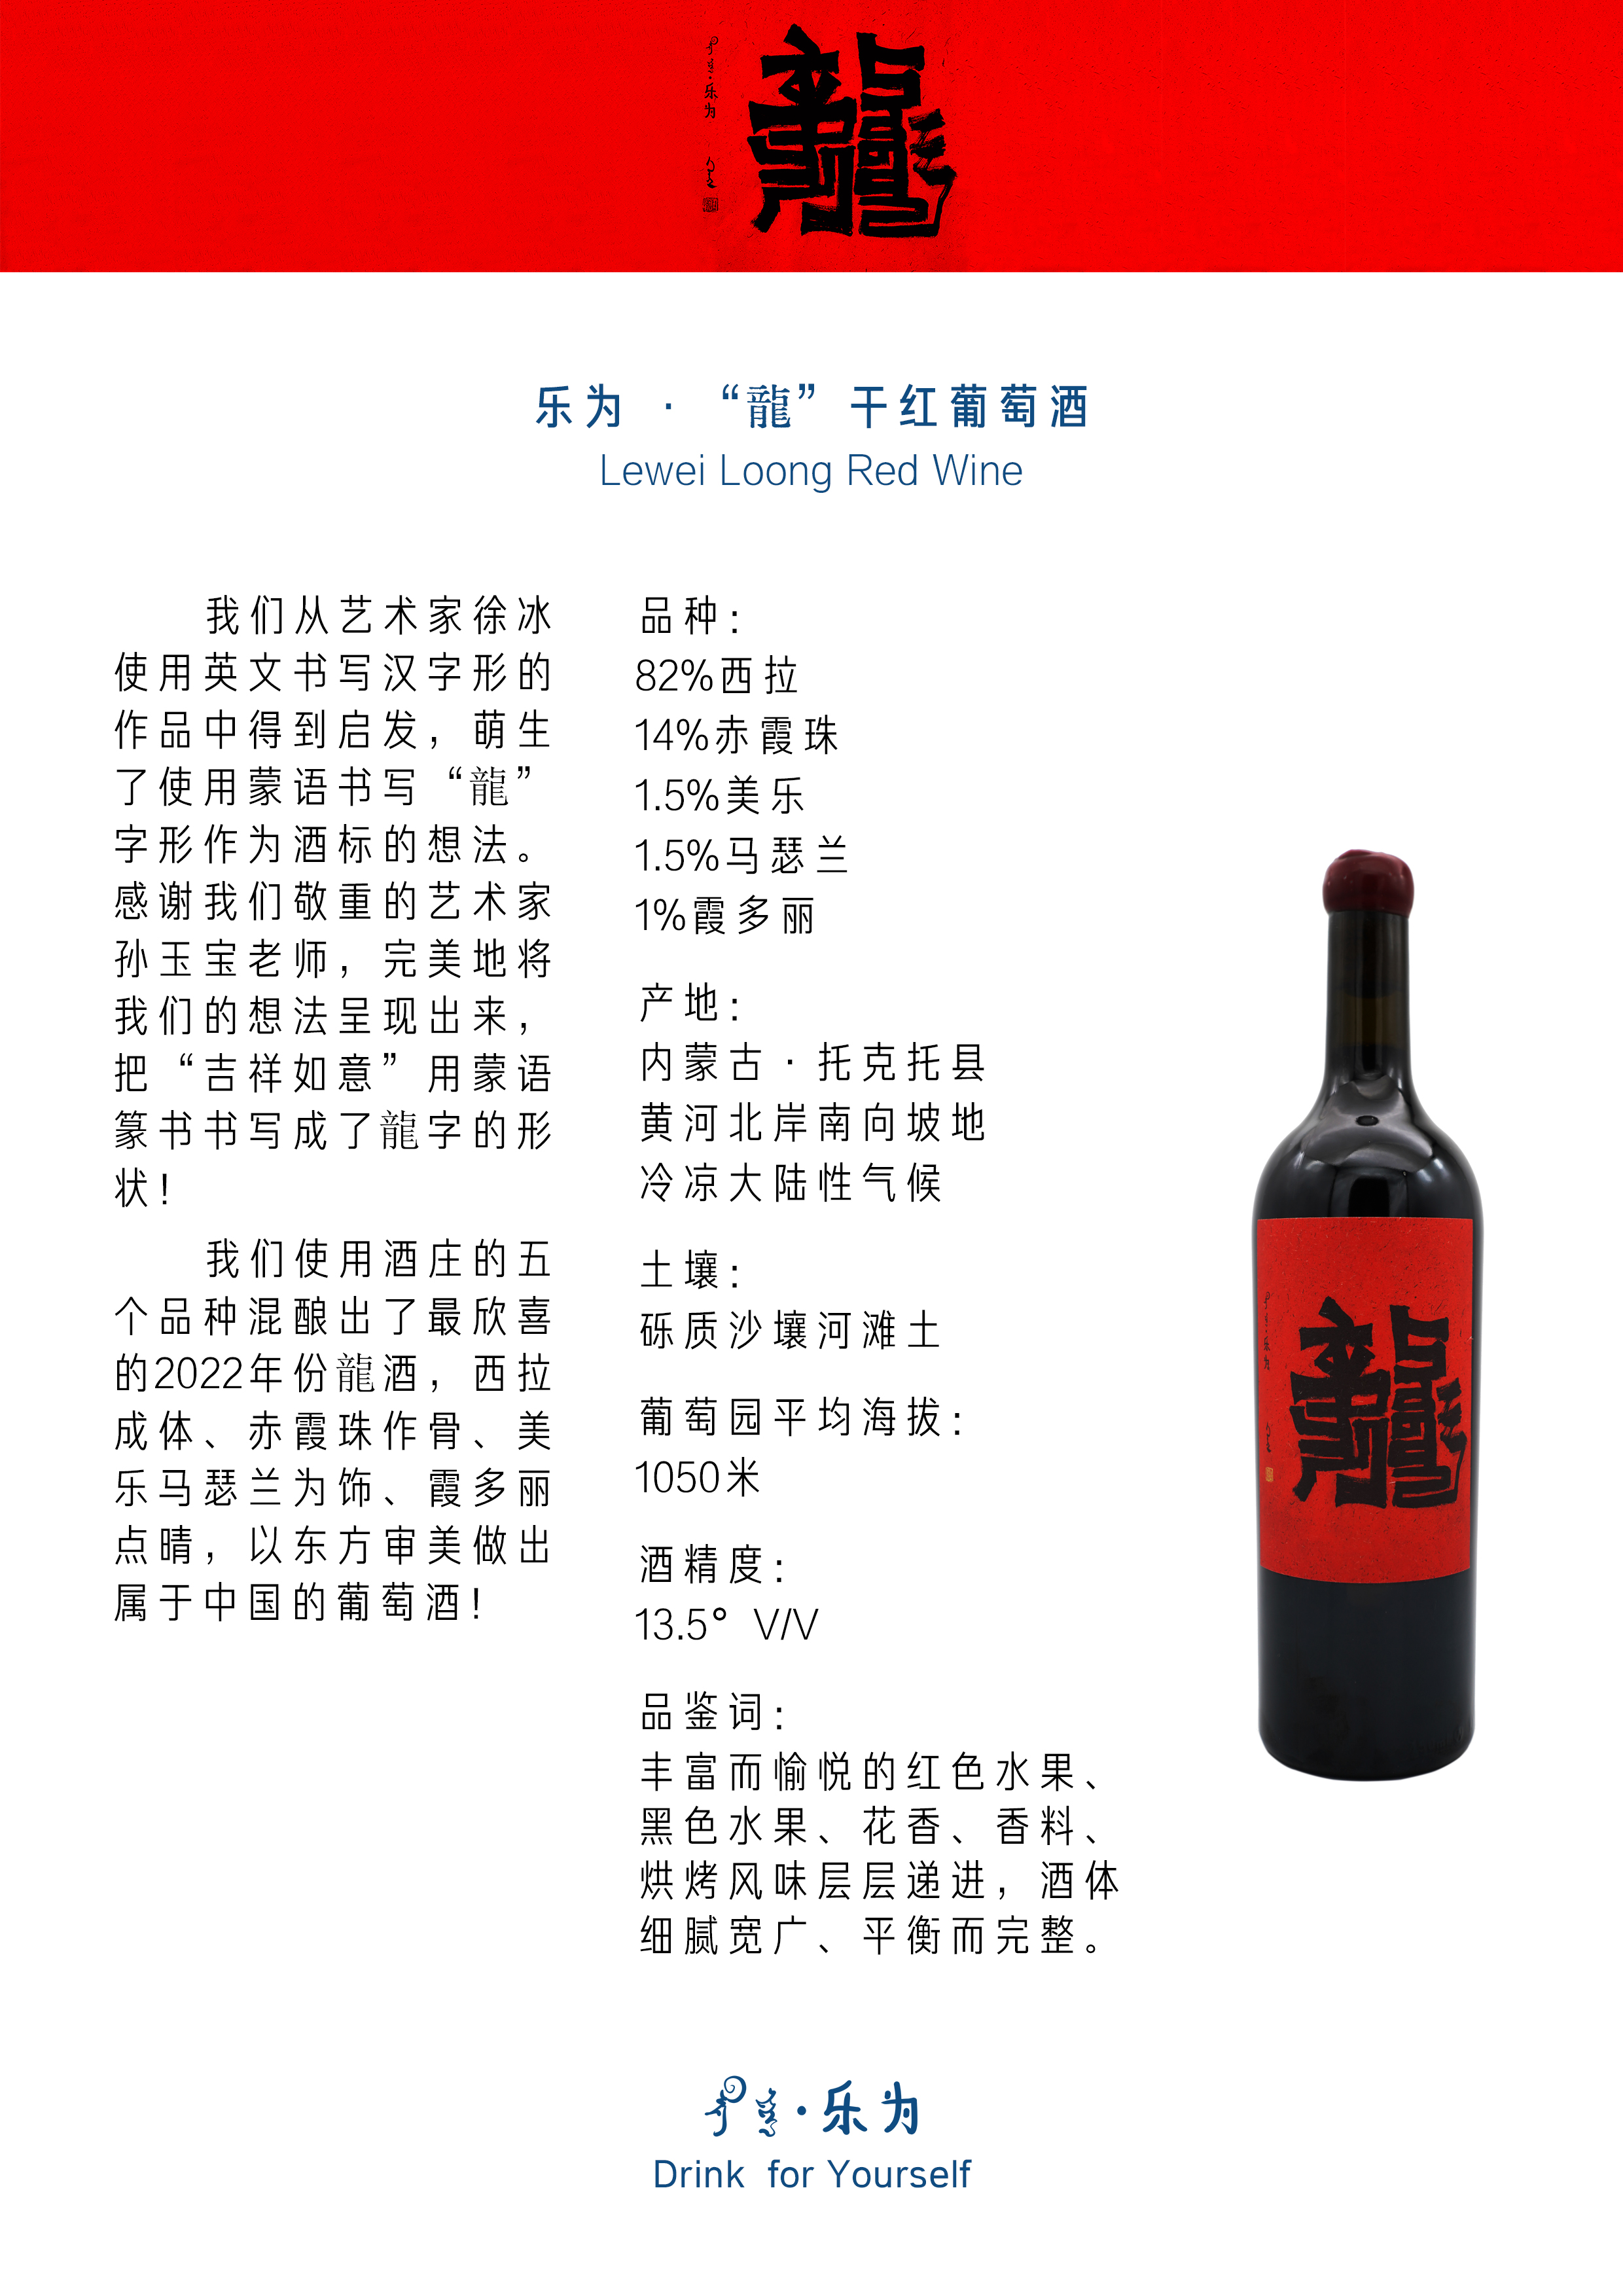 乐为
龍
乐为·“龍”干红葡萄酒
Lewei Loong Red Wine
我们从艺术家徐冰
使用英文书写汉字形的
作品中得到启发，萌生
了使用蒙语书写“龍”
字形作为酒标的想法。
感谢我们敬重的艺术家
孙玉宝老师，完美地将
我们的想法呈现出来，
把“吉祥如意”用蒙语
篆书书写成了龍字的形
状！
我们使用酒庄的五
个品种混酿出了最欣喜
的2022年份龍酒，西拉
成体、赤霞珠作骨、美
乐马瑟兰为饰、霞多丽
点晴，以东方审美做出
属于中国的葡萄酒！
品种：
82%西拉
14%赤霞珠
1.5%美乐
1.5%马瑟兰
1%霞多丽
产地：
内蒙古·托克托县
黄河北岸南向坡地
冷凉大陆性气候
土壤：
砾质沙壤河滩土
葡萄园平均海拔：
1050米
酒精度：
13.5° V/V
品鉴词：
丰富而愉悦的红色水果、
黑色水果、花香、香料、
烘烤风味层层递进，酒体
细腻宽广、平衡而完整。
乐为
龍
·乐为
Drink for Yourself